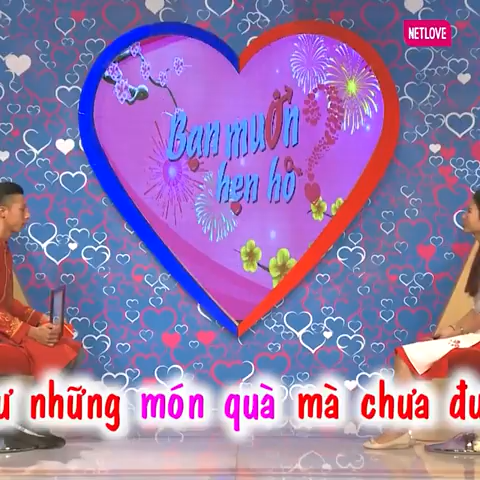 NETLOVE
Bạn muốn
hẹn hò
ư những món quà mà chưa đư